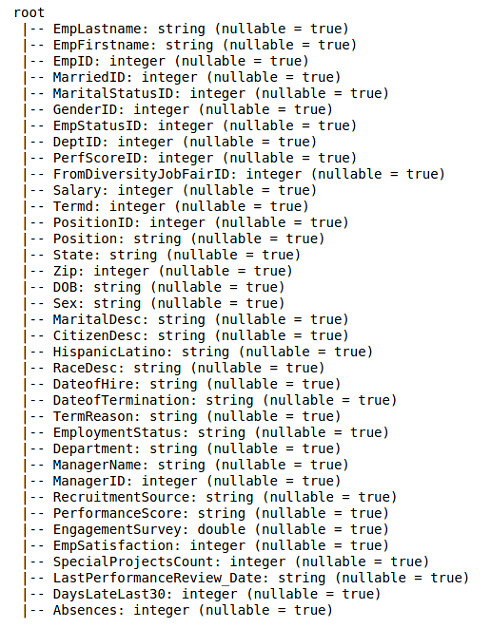 root
 |-- EmpLastname: string (nullable = true)
 |-- EmpFirstname: string (nullable = true)
 |-- EmpID: integer (nullable = true)
 |-- MarriedID: integer (nullable = true)
 |-- MaritalStatusID: integer (nullable = true)
 |-- GenderID: integer (nullable = true)
 |-- EmpStatusID: integer (nullable = true)
 |-- DeptID: integer (nullable = true)
 |-- PerfScoreID: integer (nullable = true)
 |-- FromDiversityJobFairID: integer (nullable = true)
 |-- Salary: integer (nullable = true)
 |-- Termd: integer (nullable = true)
 |-- PositionID: integer (nullable = true)
 |-- Position: string (nullable = true)
 |-- State: string (nullable = true)
 |-- Zip: integer (nullable = true)
 |-- DOB: string (nullable = true)
 |-- Sex: string (nullable = true)
 |-- MaritalDesc: string (nullable = true)
 |-- CitizenDesc: string (nullable = true)
 |-- HispanicLatino: string (nullable = true)
 |-- RaceDesc: string (nullable = true)
 |-- DateofHire: string (nullable = true)
 |-- DateofTermination: string (nullable = true)
 |-- TermReason: string (nullable = true)
 |-- EmploymentStatus: string (nullable = true)
 |-- Department: string (nullable = true)
 |-- ManagerName: string (nullable = true)
 |-- ManagerID: integer (nullable = true)
 |-- RecruitmentSource: string (nullable = true)
 |-- PerformanceScore: string (nullable = true)
 |-- EngagementSurvey: double (nullable = true)
 |-- EmpSatisfaction: integer (nullable = true)
 |-- SpecialProjectsCount: integer (nullable = true)
 |-- LastPerformanceReview_Date: string (nullable = true)
 |-- DaysLateLast30: integer (nullable = true)
 |-- Absences: integer (nullable = true)